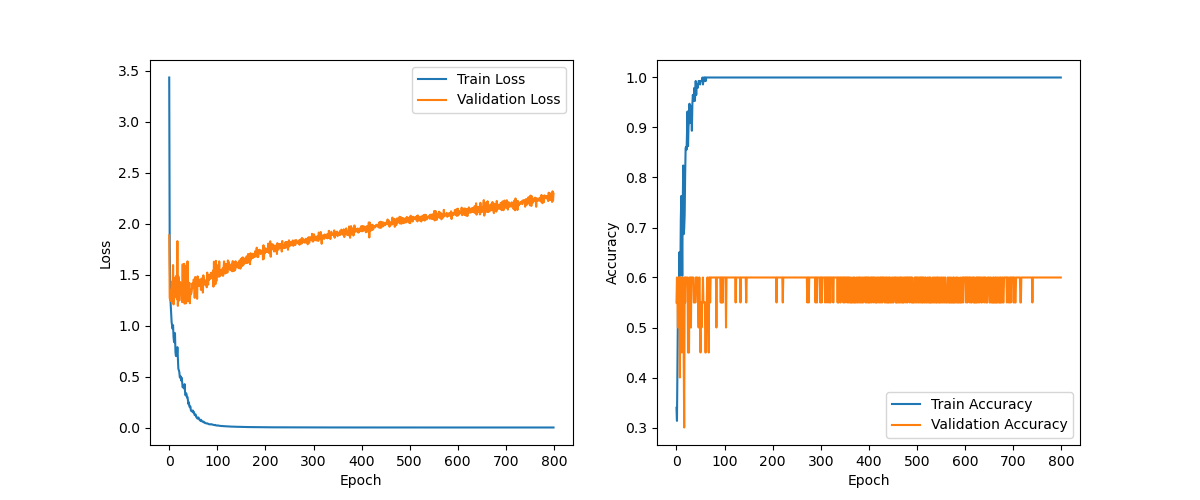 3.5
3.0
2.5
2.0
1.5
1.0
0.5
0.0
Loss
0 100 200 300 400 500 600 700 800
Epoch
Train Loss
Validation Loss
1.0
0.9
0.8
0.7
0.6
0.5
0.4
0.3
Accuracy
0 100 200 300 400 500 600 700 800
Epoch
Train Accuracy
Validation Accuracy